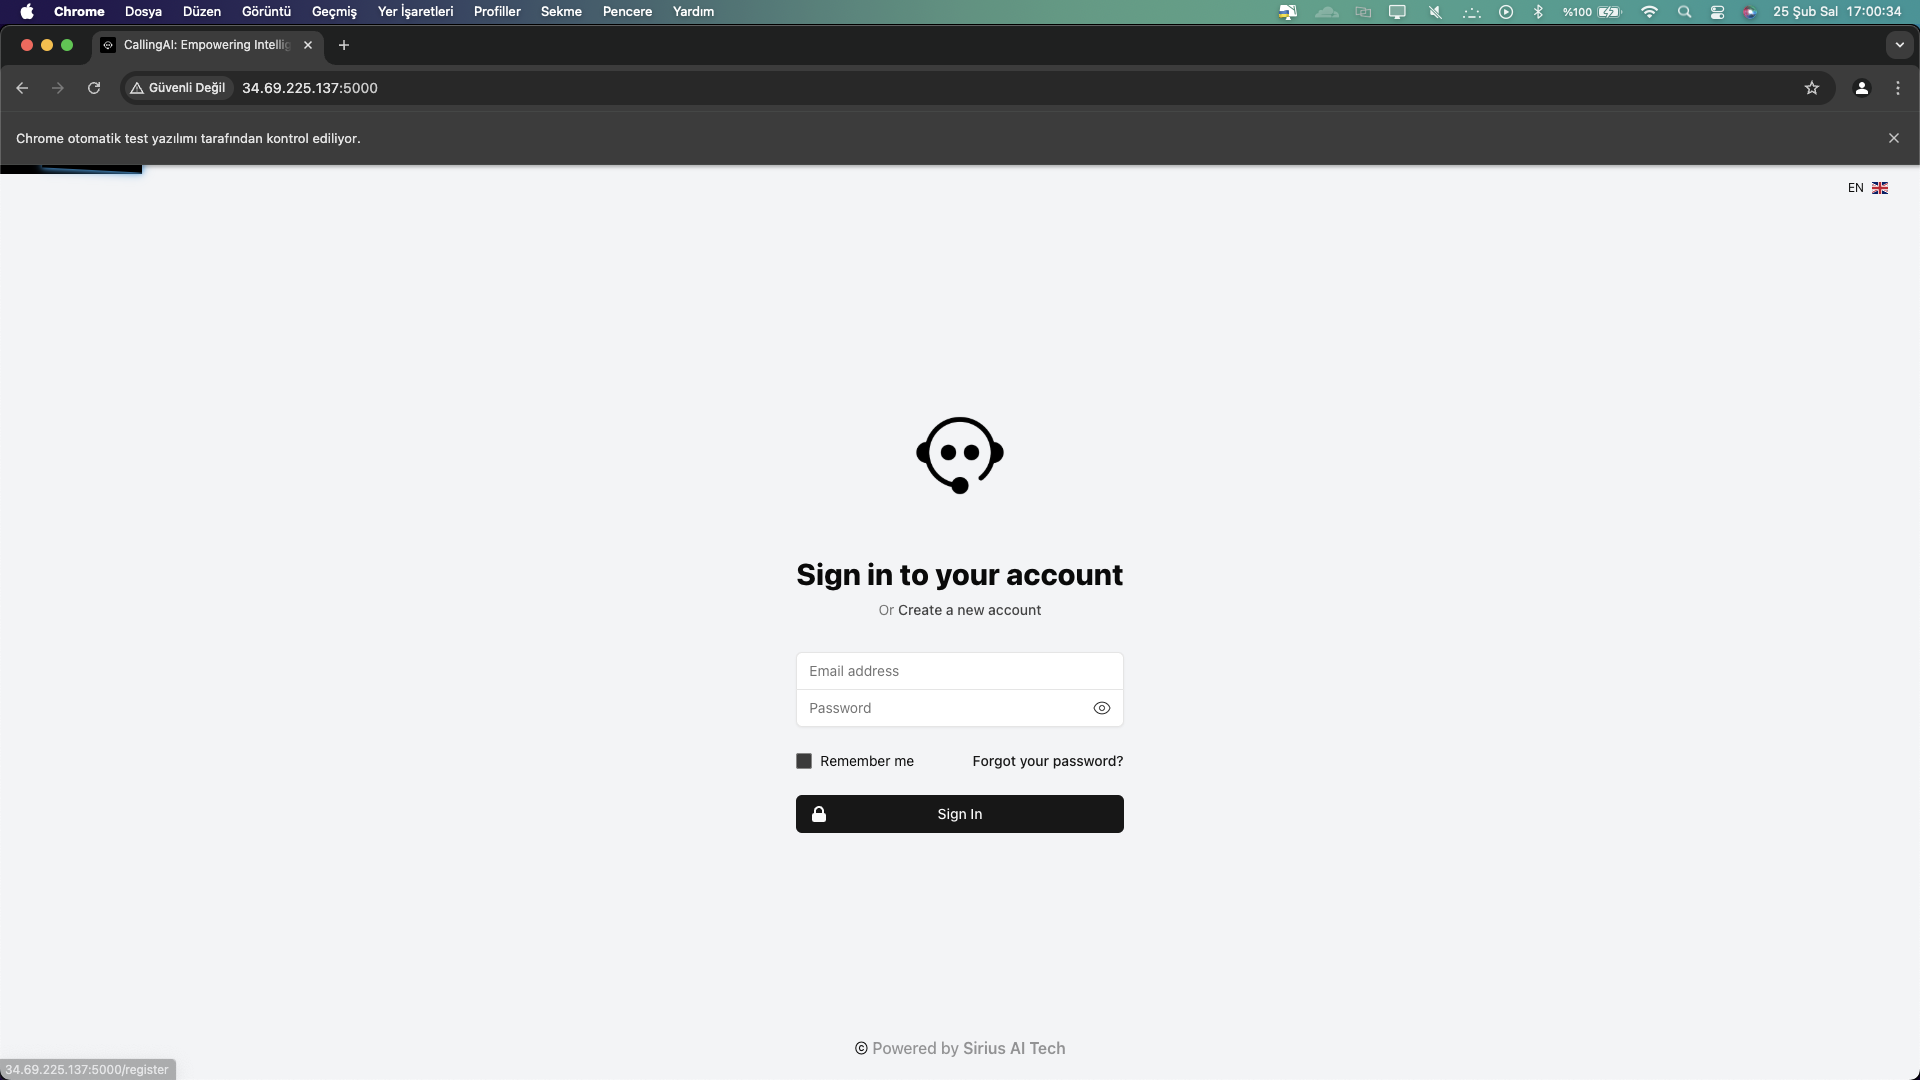 Chrome Dosya Düzen Görüntü Geçmiş Yer İşaretleri Profiller Sekme Pencere Yardım %100 25 Şub Sal 17:00:34
CallingAI: Empowering Intellig
Güvenli Değil 34.69.225.137:5000
Chrome otomatik test yazılımı tarafından kontrol ediliyor.
EN
Sign in to your account
Or Create a new account
Email address
Password
Remember me Forgot your password?
Sign In
© Powered by Sirius AI Tech
34.69.225.137:5000/register